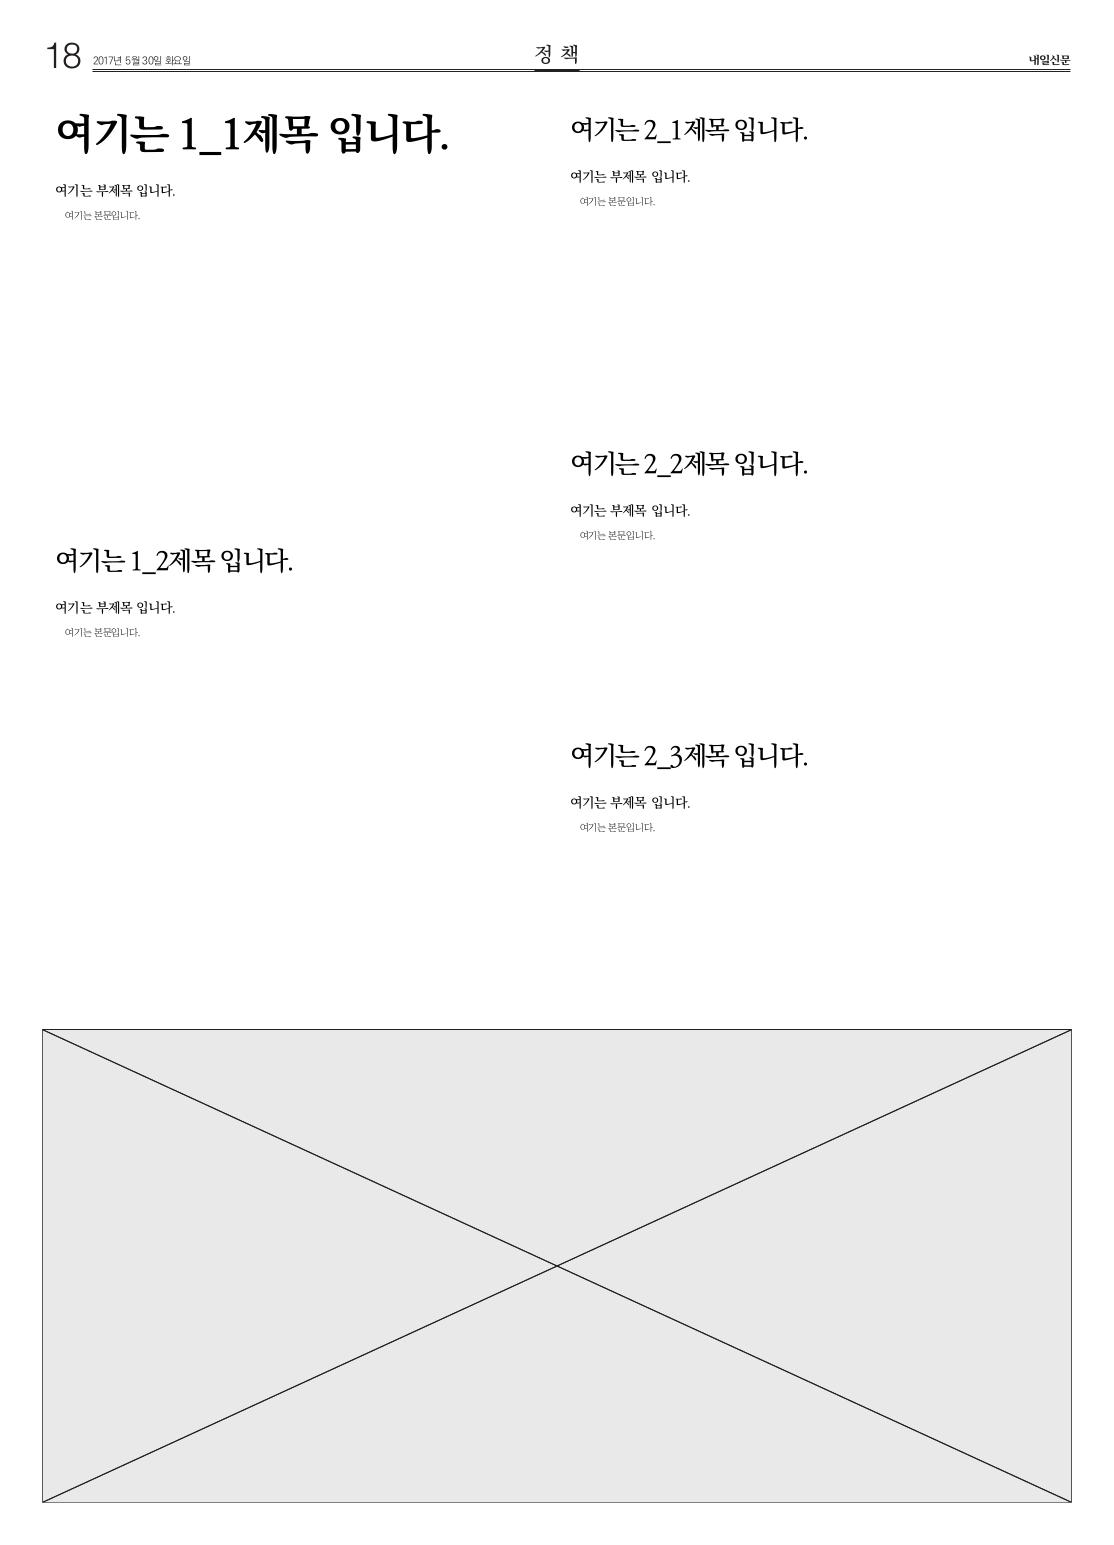 18 2017년 5월 30일 화요일 정 책 내일신문
여기는 1_1제목 입니다.
여기는 부제목 입니다.
여기는 본문입니다.
여기는 1_2제목 입니다.
여기는 부제목 입니다.
여기는 본문입니다.
여기는 2_1제목 입니다.
여기는 부제목 입니다.
여기는 본문입니다.
여기는 2_2제목 입니다.
여기는 부제목 입니다.
여기는 본문입니다.
여기는 2_3제목 입니다.
여기는 부제목 입니다.
여기는 본문입니다.